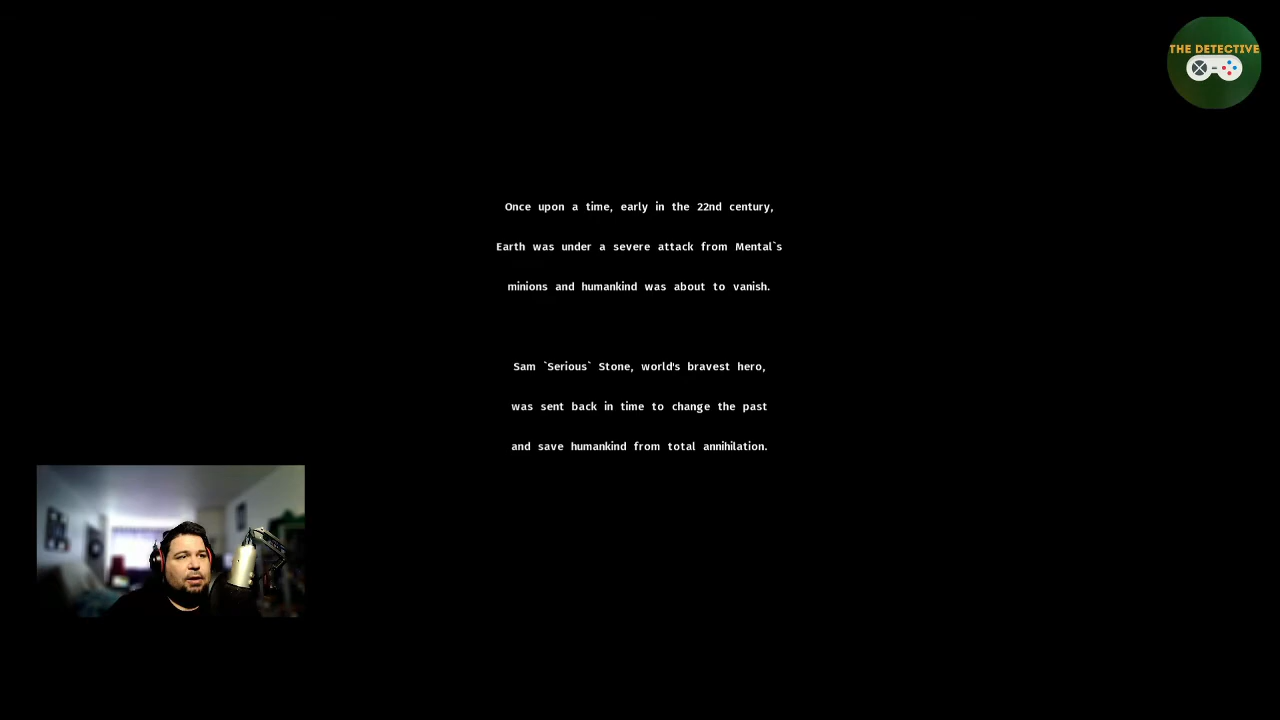 THE DETECTIVE
Once upon a time, early in the 22nd century,
Earth was under a severe attack from Mental`s
minions and humankind was about to vanish.
Sam `Serious` Stone, world's bravest hero,
was sent back in time to change the past
and save humankind from total annihilation.